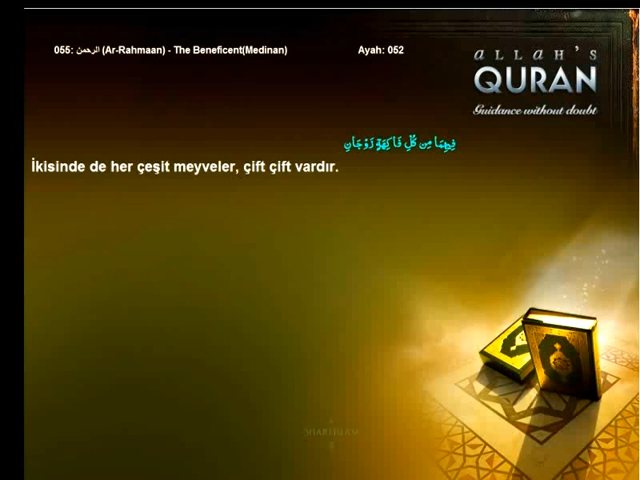 055: الرحمن (Ar-Rahmaan) - The Beneficent(Medinan) Ayah: 052
ALLAH'S
QURAN
Guidance without doubt
فِيهِمَا مِن كُلِّ فَاكِهَةٍ زَوْجَانِ
İkisinde de her çeşit meyveler, çift çift vardır.